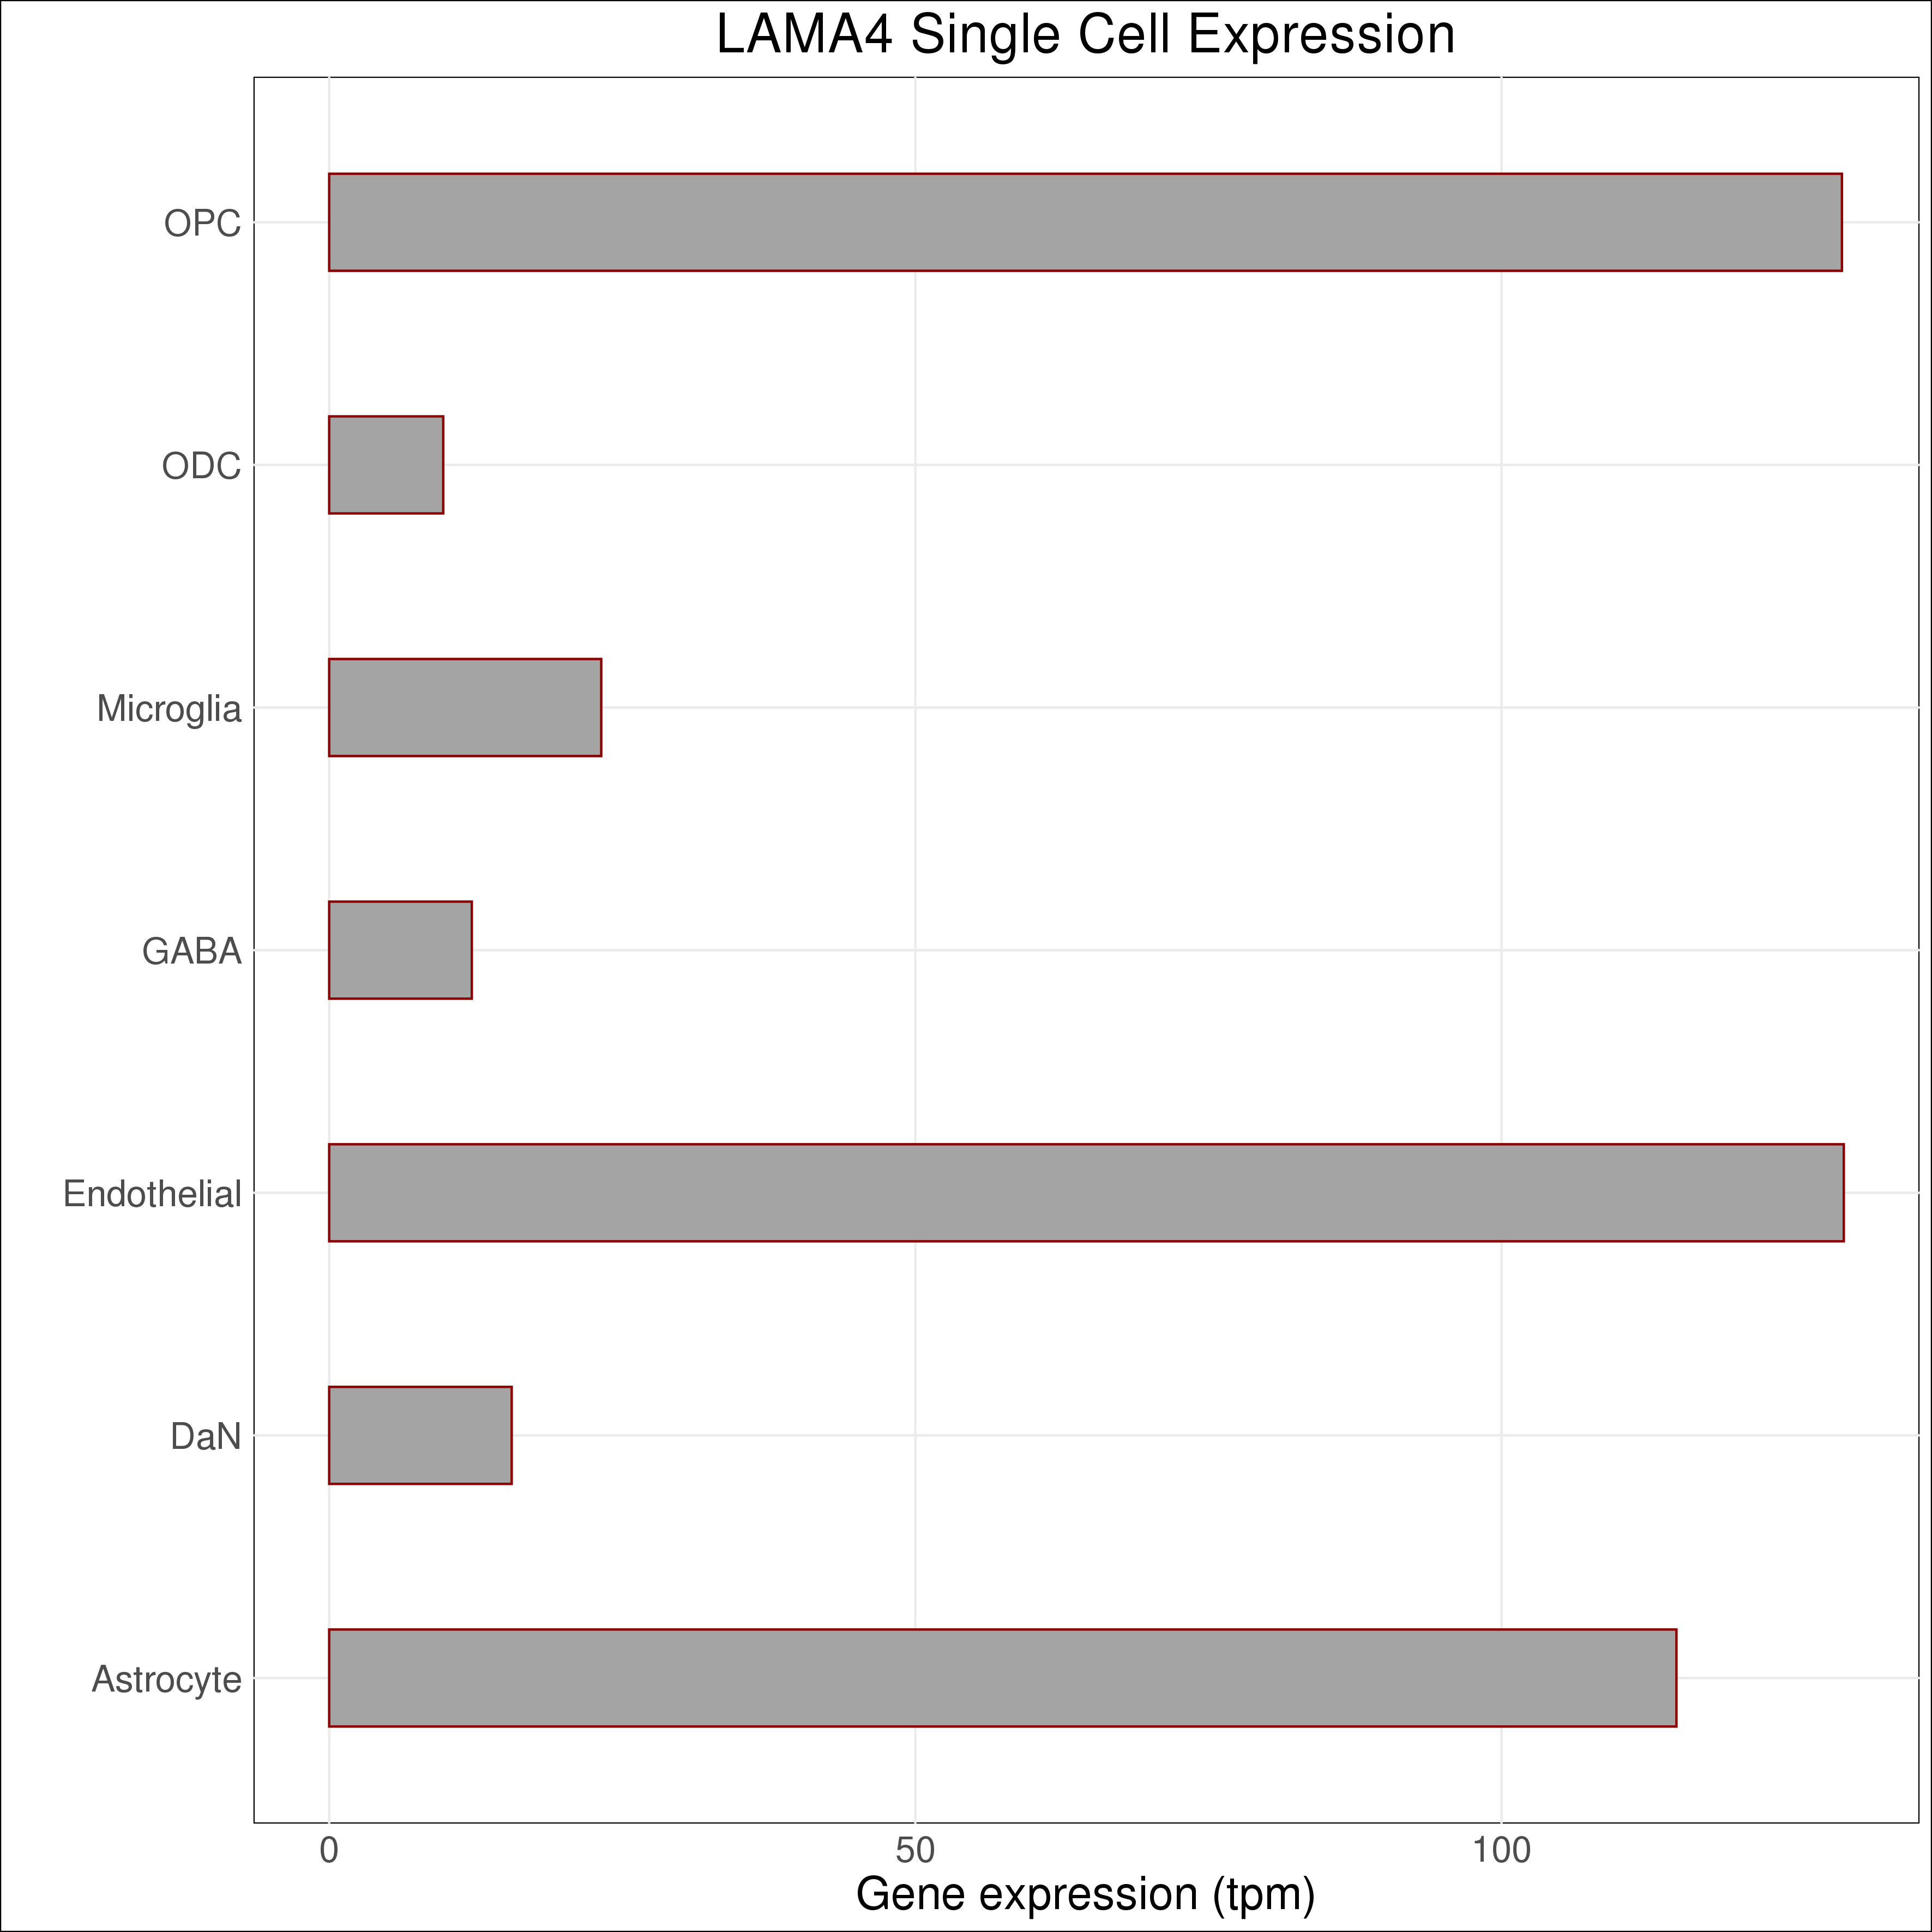 LAMA4 Single Cell Expression
OPC
ODC
Microglia
GABA
Endothelial
DaN
Astrocyte
0 50 100
Gene expression (tpm)